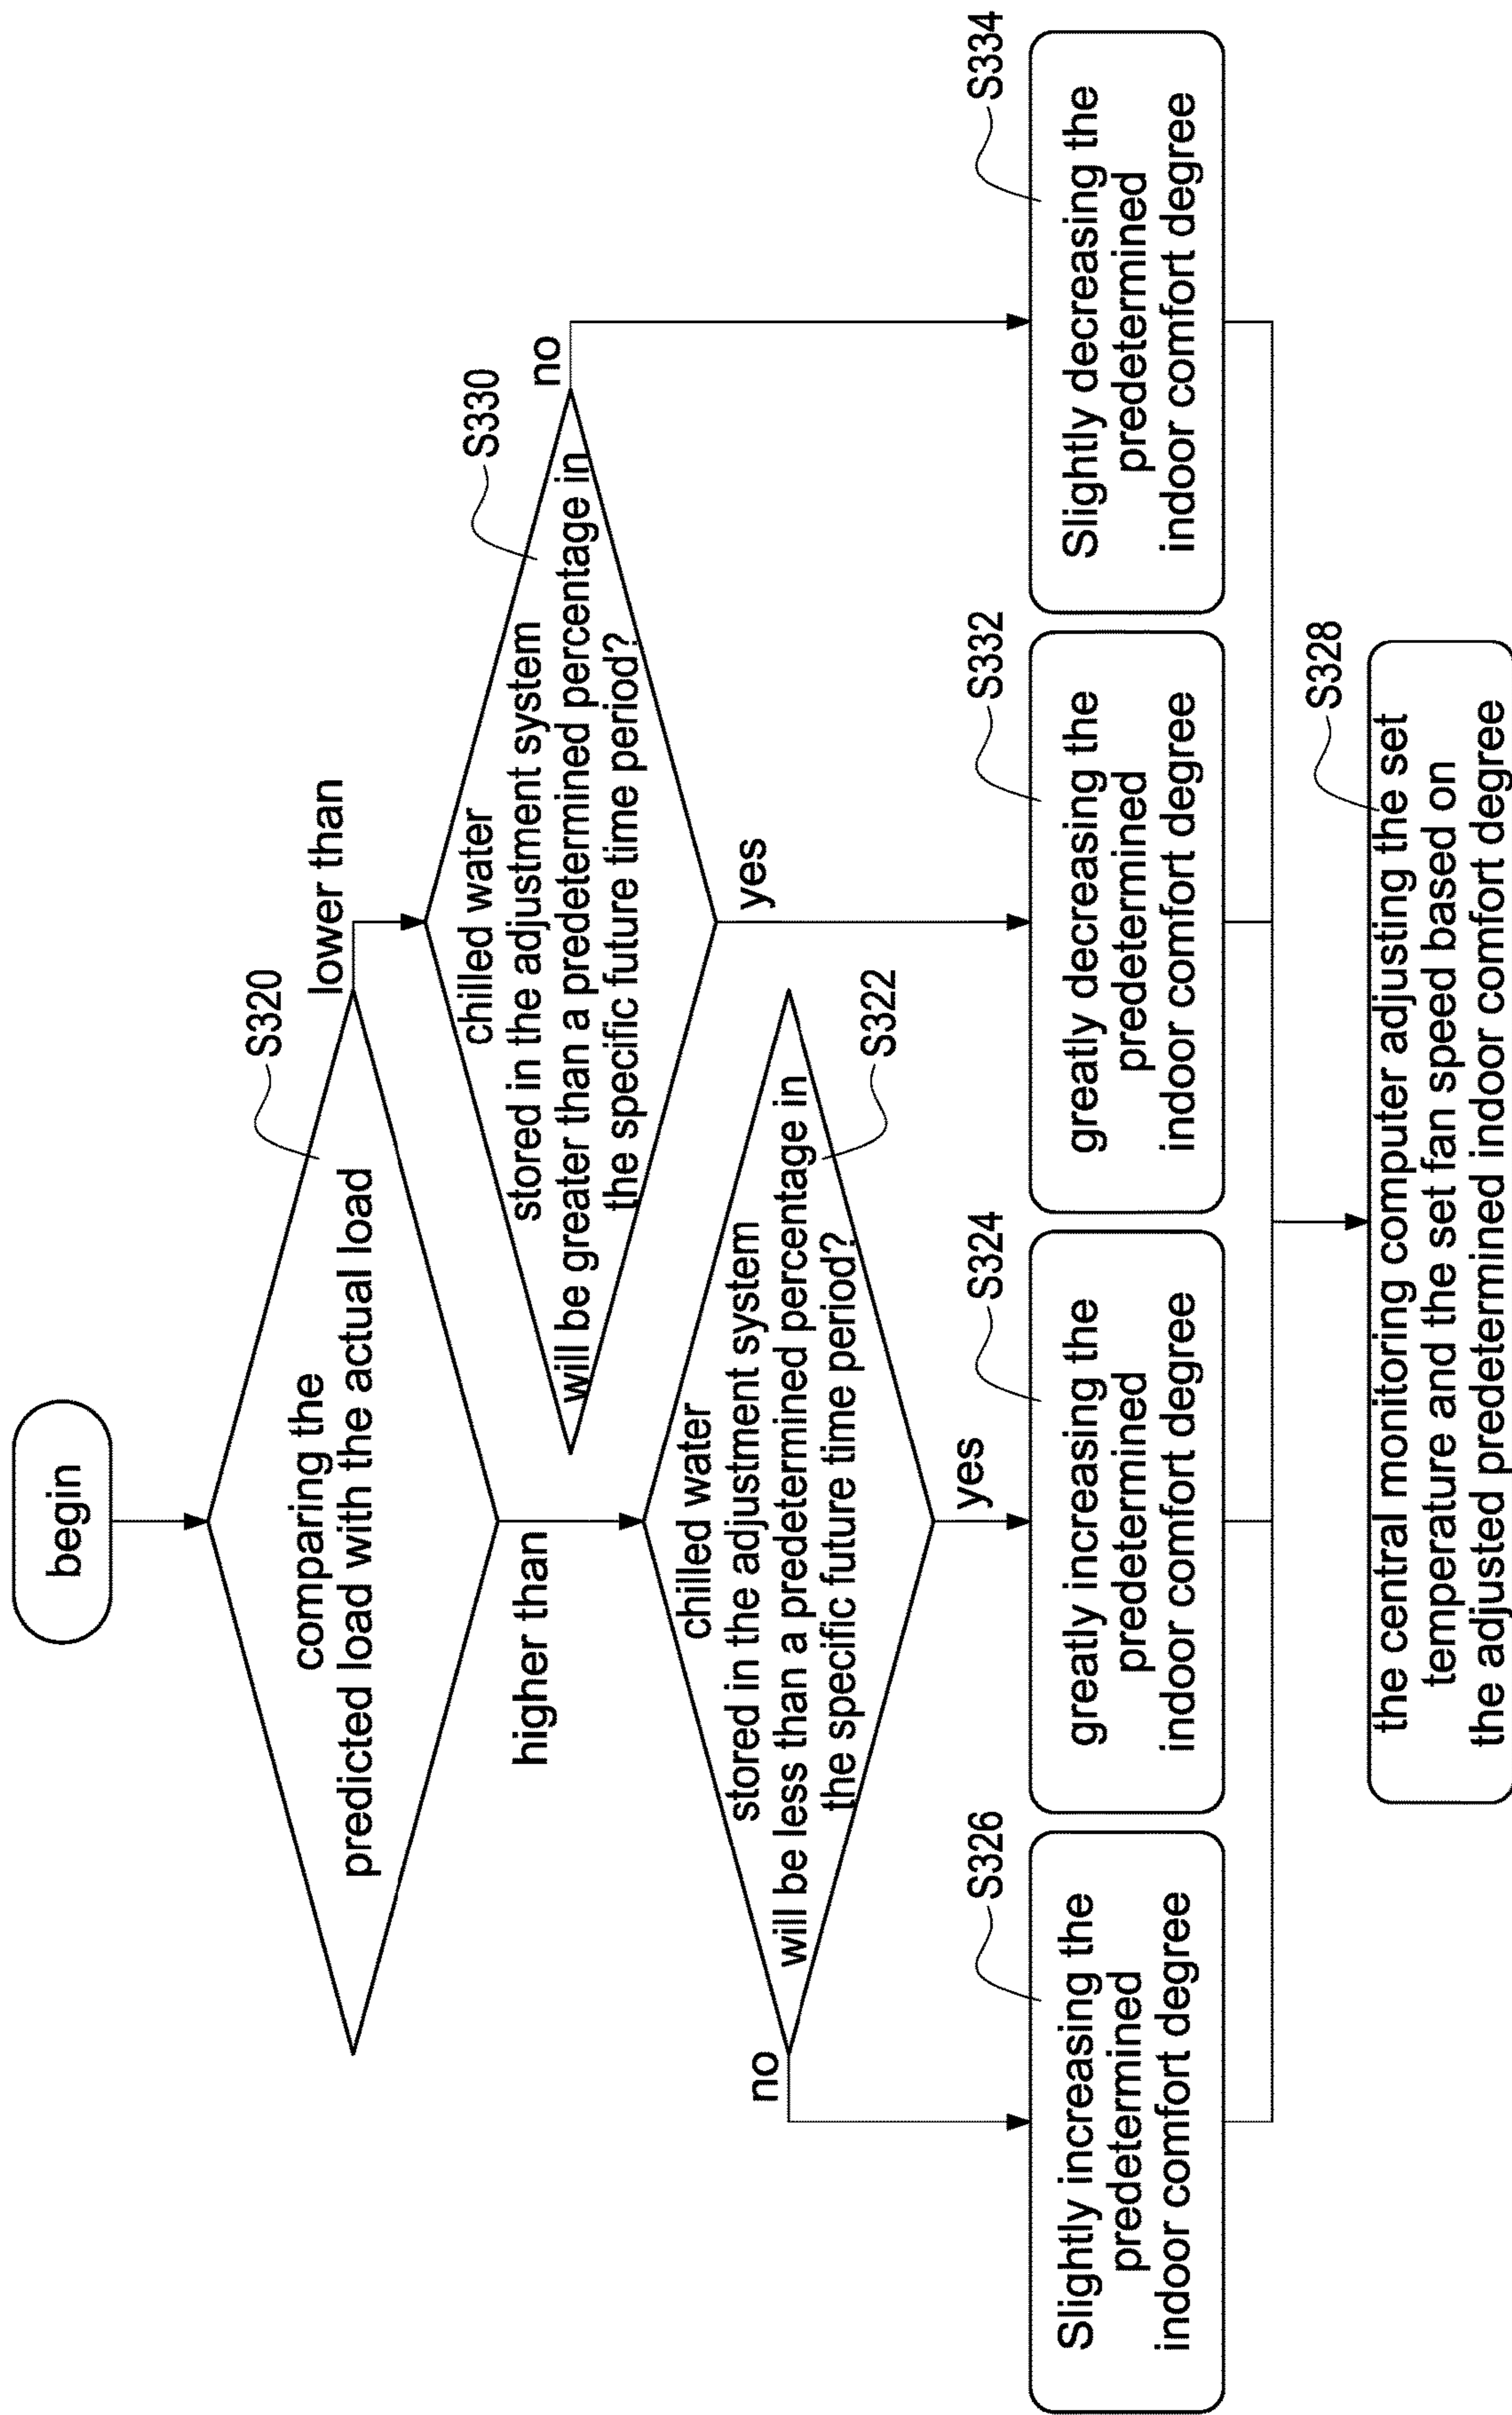 begin
S320
comparing the
predicted load with the actual load
lower than
higher than
S330
chilled water
stored in the adjustment system
will be greater than a predetermined percentage in
the specific future time period?
no
yes
S322
chilled water
stored in the adjustment system
will be less than a predetermined percentage in
the specific future time period?
no
yes
S326
Slightly increasing the
predetermined
indoor comfort degree
S324
greatly increasing the
predetermined
indoor comfort degree
S332
greatly decreasing the
predetermined
indoor comfort degree
S334
Slightly decreasing the
predetermined
indoor comfort degree
S328
the central monitoring computer adjusting the set
temperature and the set fan speed based on
the adjusted predetermined indoor comfort degree